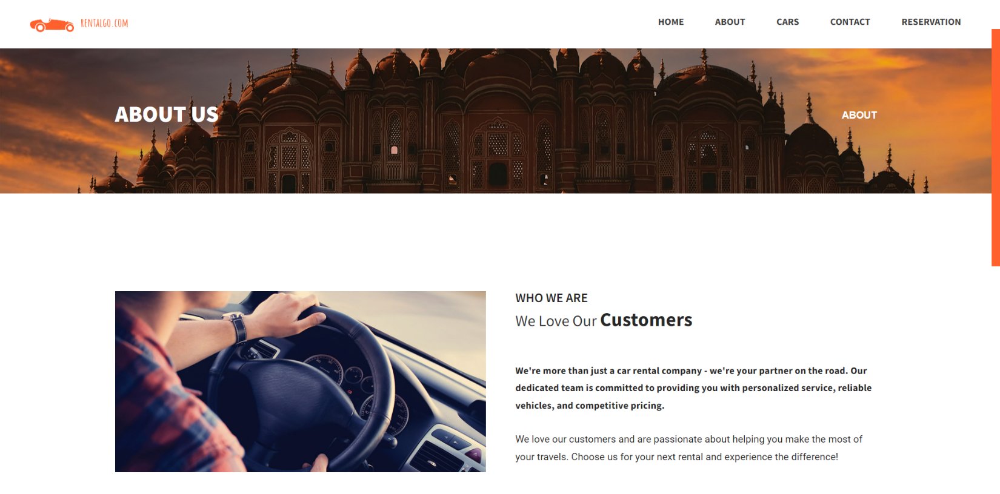 RENTALGO.COM
HOME ABOUT CARS CONTACT RESERVATION
ABOUT US
ABOUT
WHO WE ARE
We Love Our Customers
We're more than just a car rental company - we're your partner on the road. Our
dedicated team is committed to providing you with personalized service, reliable
vehicles, and competitive pricing.
We love our customers and are passionate about helping you make the most of
your travels. Choose us for your next rental and experience the difference!